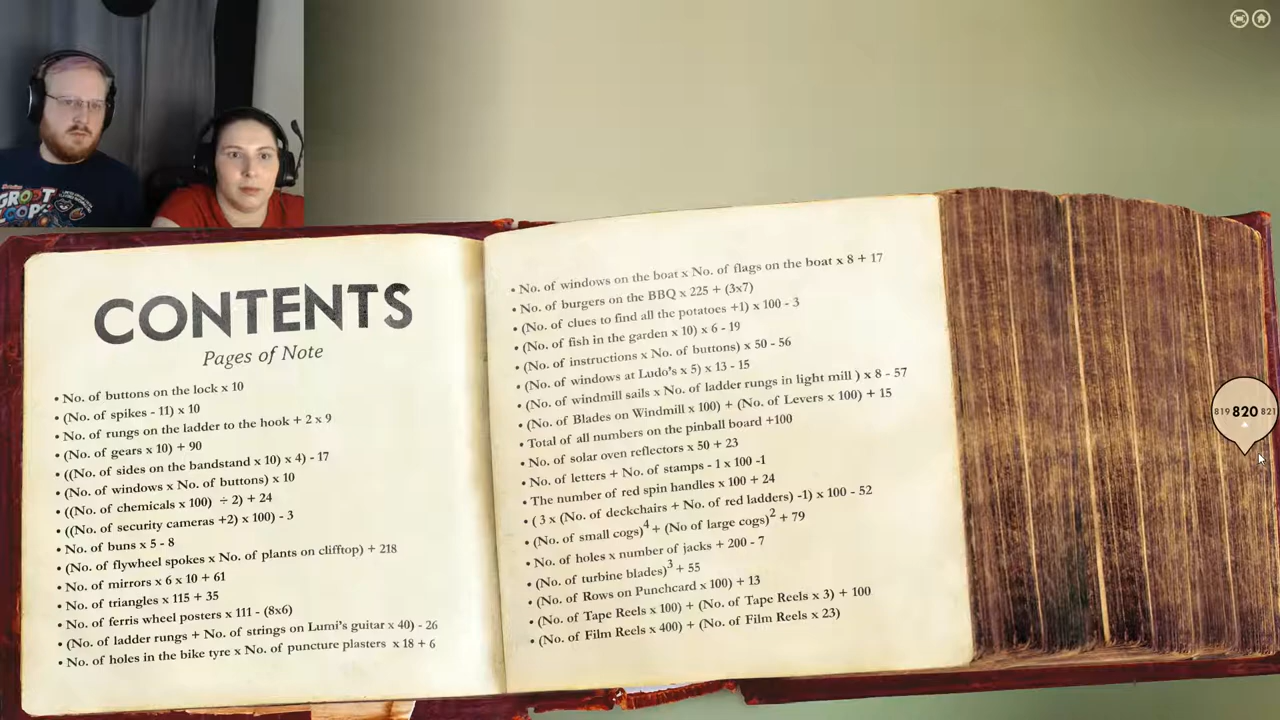 GROOT
LOOPS
CONTENTS
Pages of Note
• No. of buttons on the lock x 10
• (No. of spikes - 11) x 10
• No. of rungs on the ladder to the hook + 2 x 9
• (No. of gears x 10) + 90
• ((No. of sides on the bandstand x 10) x 4) - 17
• (No. of windows x No. of buttons) x 10
• ((No. of chemicals x 100) ÷ 2) + 24
• ((No. of security cameras +2) x 100) - 3
• No. of buns x 5 - 8
• (No. of flywheel spokes x No. of plants on clifftop) + 218
• No. of mirrors x 6 x 10 + 61
• No. of triangles x 115 + 35
• No. of ferris wheel posters x 111 - (8x6)
• (No. of ladder rungs + No. of strings on Lumi's guitar x 40) - 26
• No. of holes in the bike tyre x No. of puncture plasters x 18 + 6
• No. of windows on the boat x No. of flags on the boat x 8 + 17
• No. of burgers on the BBQ x 225 + (3x7)
• (No. of clues to find all the potatoes +1) x 100 - 3
• (No. of fish in the garden x 10) x 6 - 19
• (No. of instructions x No. of buttons) x 50 - 56
• (No. of windows at Ludo's x 5) x 13 - 15
• (No. of windmill sails x No. of ladder rungs in light mill ) x 8 - 57
• (No. of Blades on Windmill x 100) + (No. of Levers x 100) + 15
• Total of all numbers on the pinball board +100
• No. of solar oven reflectors x 50 + 23
• No. of letters + No. of stamps - 1 x 100 -1
• The number of red spin handles x 100 + 24
• ( 3 x (No. of deckchairs + No. of red ladders) -1) x 100 - 52
• (No. of small cogs)⁴ + (No of large cogs)² + 79
• No. of holes x number of jacks + 200 - 7
• (No. of turbine blades)³ + 55
• (No. of Rows on Punchcard x 100) + 13
• (No. of Tape Reels x 100) + (No. of Tape Reels x 3) + 100
• (No. of Film Reels x 400) + (No. of Film Reels x 23)
819 820 821